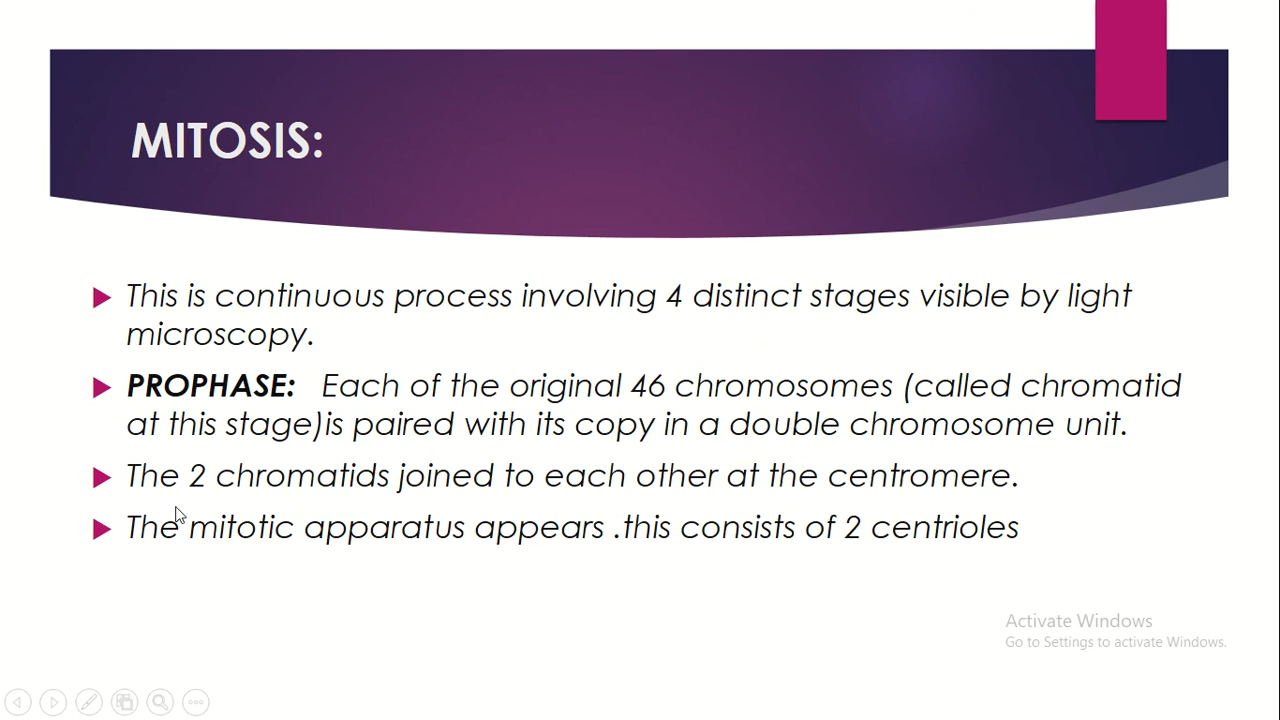 MITOSIS:
This is continuous process involving 4 distinct stages visible by light
microscopy.
PROPHASE: Each of the original 46 chromosomes (called chromatid
at this stage)is paired with its copy in a double chromosome unit.
The 2 chromatids joined to each other at the centromere.
The mitotic apparatus appears .this consists of 2 centrioles
Activate Windows
Go to Settings to activate Windows.